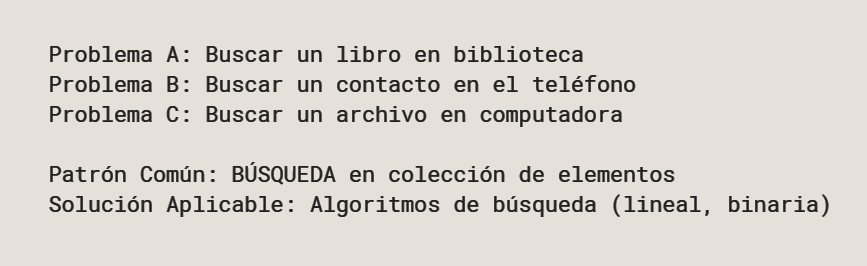 Problema A: Buscar un libro en biblioteca
Problema B: Buscar un contacto en el teléfono
Problema C: Buscar un archivo en computadora
Patrón Común: BÚSQUEDA en colección de elementos
Solución Aplicable: Algoritmos de búsqueda (lineal, binaria)